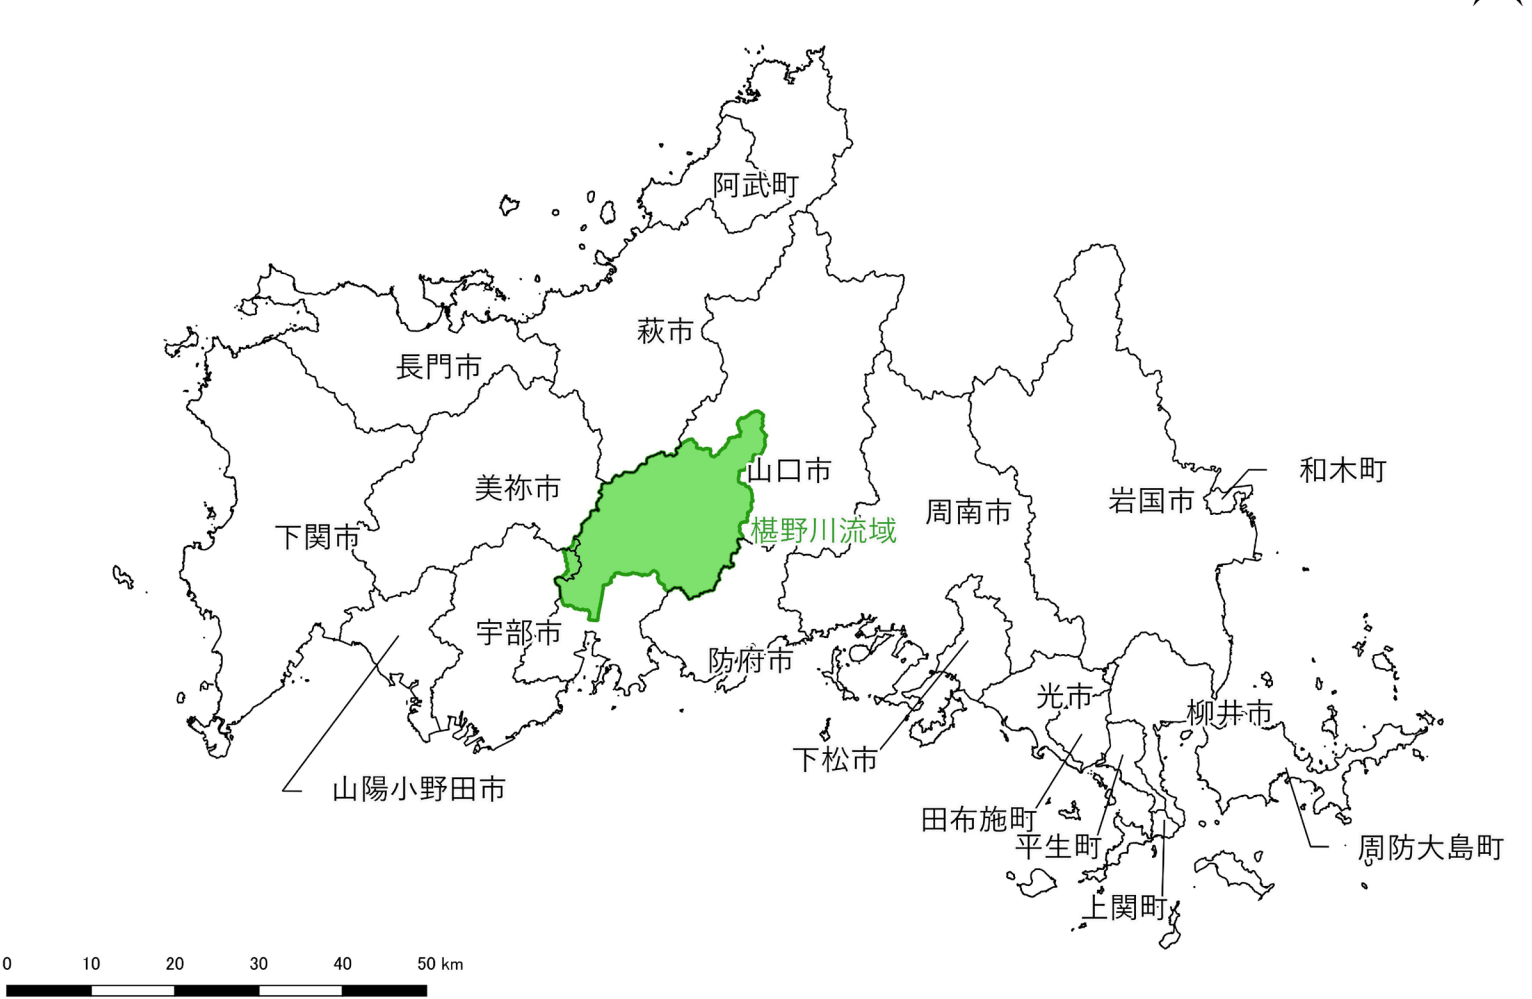 阿武町
萩市
長門市
山口市
和木町
美祢市
岩国市
周南市
下関市
椹野川流域
宇部市
防府市
光市
柳井市
下松市
山陽小野田市
田布施町
平生町
周防大島町
上関町
0 10 20 30 40 50 km